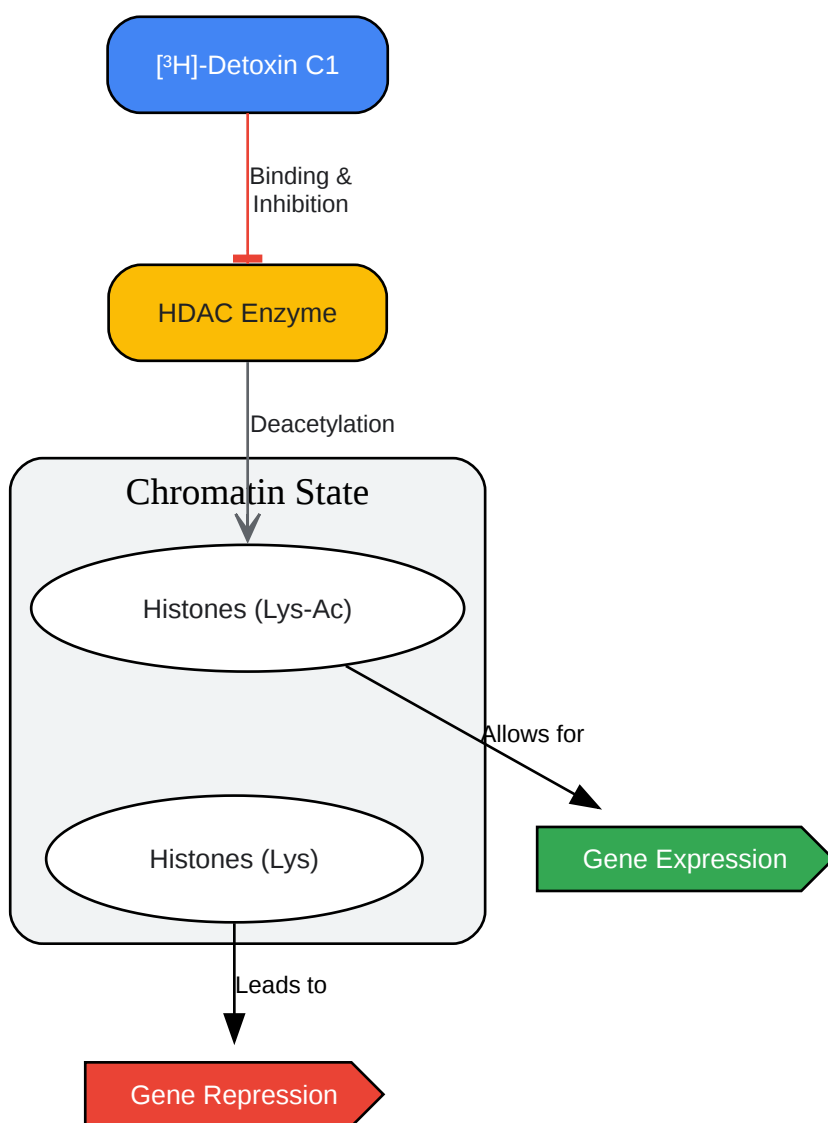 [³H]-Detoxin C1
Binding &
Inhibition
HDAC Enzyme
Deacetylation
Chromatin State
Histones (Lys-Ac)
Allows for
Histones (Lys)
Gene Expression
Leads to
Gene Repression